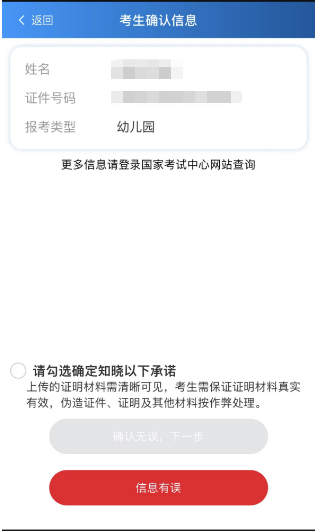 返回
考生确认信息
姓名
证件号码
报考类型 幼儿园
更多信息请登录国家考试中心网站查询
请勾选确定知晓以下承诺
上传的证明材料需清晰可见，考生需保证证明材料真实
有效，伪造证件、证明及其他材料按作弊处理。
确认无误，下一步
信息有误